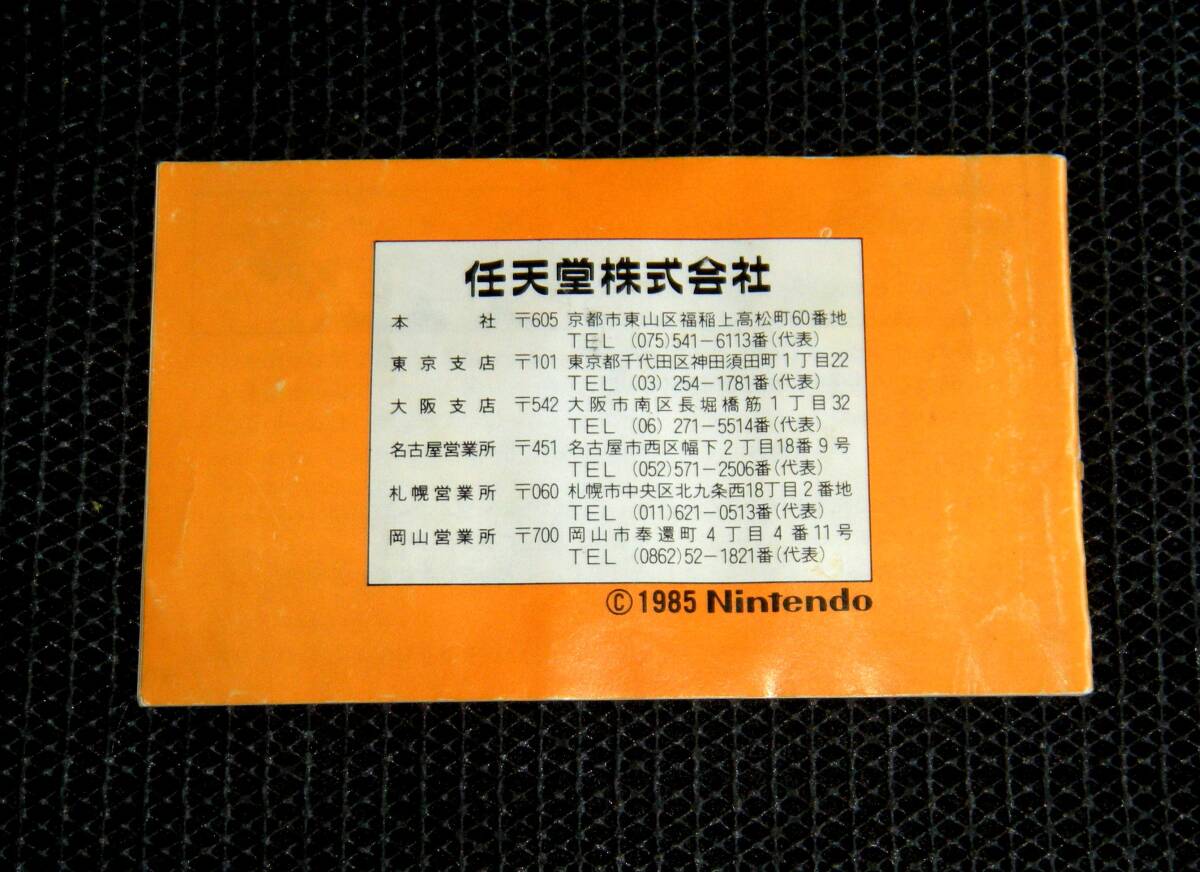 任天堂株式会社
本社 〒605 京都市東山区福稲上高松町60番地
TEL (075)541-6113番(代表)
東京支店 〒101 東京都千代田区神田須田町1丁目22
TEL (03) 254-1781番(代表)
大阪支店 〒542 大阪市南区長堀橋筋1丁目32
TEL (06) 271-5514番(代表)
名古屋営業所 〒451 名古屋市西区幅下2丁目18番9号
TEL (052)571-2506番(代表)
札幌営業所 〒060 札幌市中央区北九条西18丁目2番地
TEL (011)621-0513番(代表)
岡山営業所 〒700 岡山市奉還町4丁目4番11号
TEL (0862)52-1821番(代表)
©1985 Nintendo